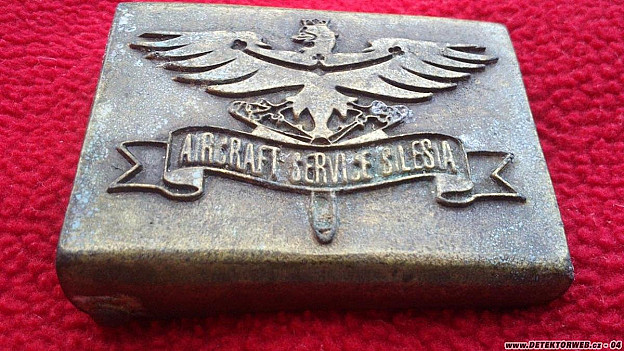 AIRCRAFT SERVICE SILESIA
www.DETEKTORWEB.cz - 04